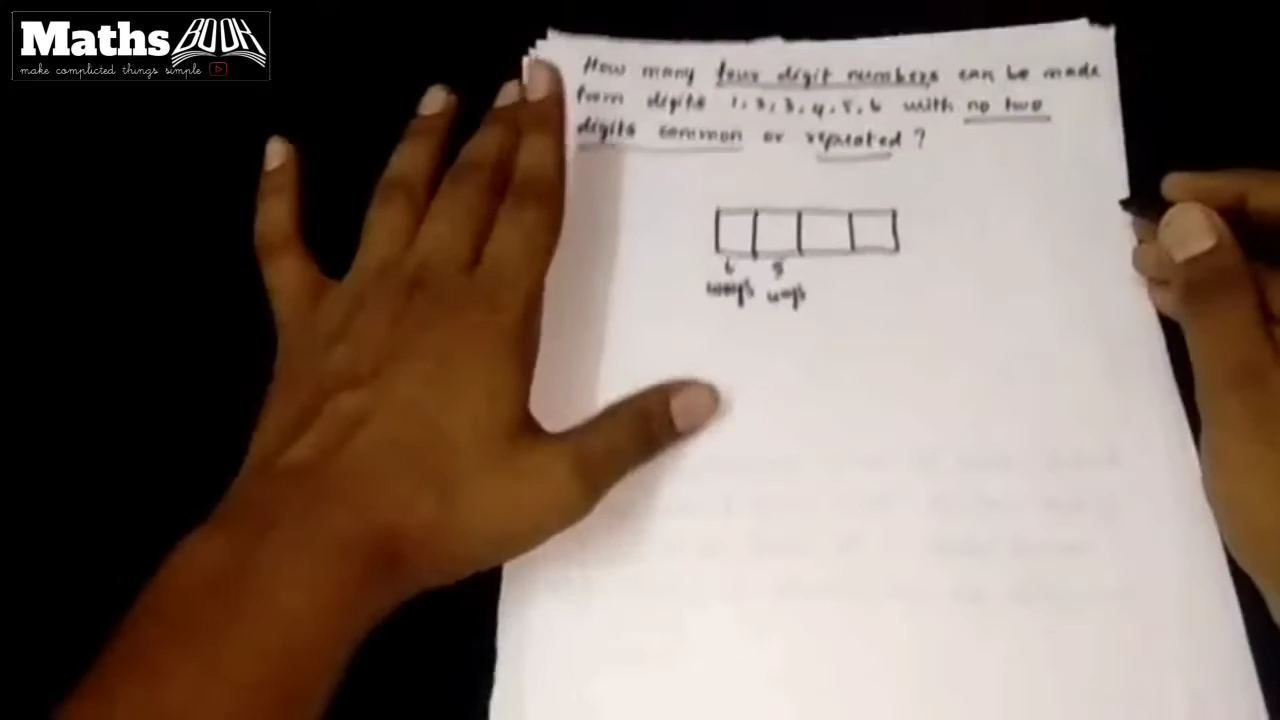 Maths BOOK
make complicted things simple
How many four digit numbers can be made
from digits 1, 2, 3, 4, 5, 6 with no two
digits common or repeated ?
6 5
ways ways